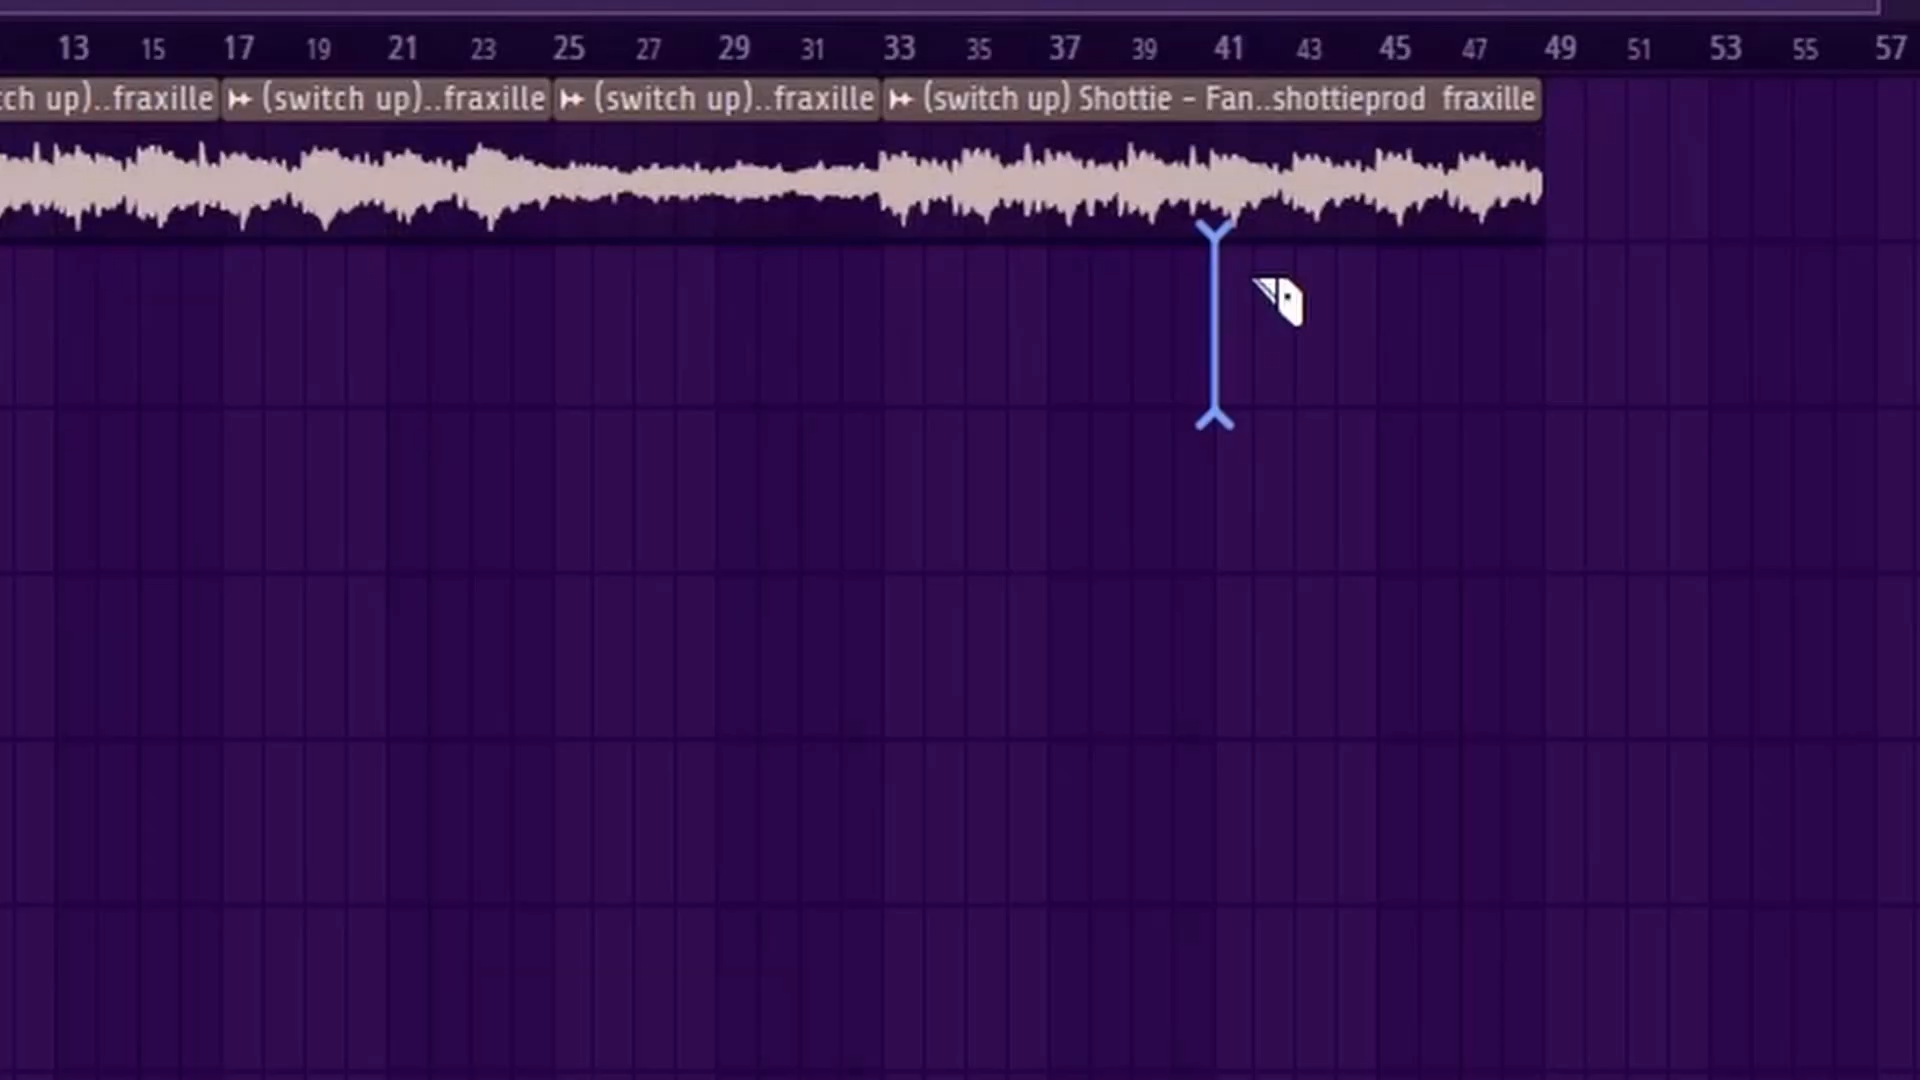 13 15 17 19 21 23 25 27 29 31 33 35 37 39 41 43 45 47 49 51 53 55 57
ch up)..fraxille (switch up)..fraxille (switch up)..fraxille (switch up) Shottie - Fan..shottieprod fraxille